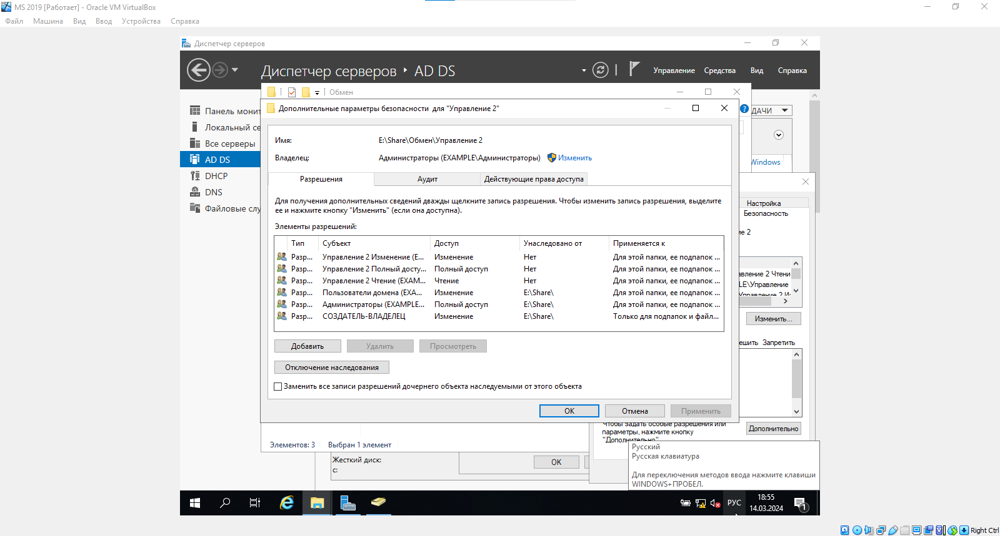 MS 2019 [Работает] - Oracle VM VirtualBox
Файл Машина Вид Ввод Устройства Справка
Диспетчер серверов
Диспетчер серверов AD DS
Управление Средства Вид Справка
Обмен
Панель монит
Локальный се
Все серверы
AD DS
DHCP
DNS
Файловые слу
ДАЧИ
Windows
Дополнительные параметры безопасности для "Управление 2"
Имя: E:\Share\Обмен\Управление 2
Владелец: Администраторы (EXAMPLE\Администраторы) Изменить
Разрешения Аудит Действующие права доступа
Для получения дополнительных сведений дважды щелкните запись разрешения. Чтобы изменить запись разрешения, выделите
ее и нажмите кнопку "Изменить" (если она доступна).
Элементы разрешений:
Тип Субъект Доступ Унаследовано от Применяется к
Разр... Управление 2 Изменение (E... Изменение Нет Для этой папки, ее подпапок ...
Разр... Управление 2 Полный досту... Полный доступ Нет Для этой папки, ее подпапок ...
Разр... Управление 2 Чтение (EXAM... Чтение Нет Для этой папки, ее подпапок ...
Разр... Пользователи домена (EXA... Изменение E:\Share\ Для этой папки, ее подпапок ...
Разр... Администраторы (EXAMPLE... Полный доступ E:\Share\ Для этой папки, ее подпапок ...
Разр... СОЗДАТЕЛЬ-ВЛАДЕЛЕЦ Изменение E:\Share\ Только для подпапок и файл...
Добавить Удалить Просмотреть
Отключение наследования
Заменить все записи разрешений дочернего объекта наследуемыми от этого объекта
OK Отмена Применить
Настройка
Безопасность
ие 2
авление 2 Чтени
LE\Управление
Управление 2 Из
Изменить...
ешить Запретить
Чтобы задать особые разрешения или
параметры, нажмите кнопку
"Дополнительно".
Дополнительно
Элементов: 3 Выбран 1 элемент
Жесткий диск:
c:
OK
Русский
Русская клавиатура
Для переключения методов ввода нажмите клавиши
WINDOWS+ПРОБЕЛ.
РУС
18:55
14.03.2024
1
Right Ctrl